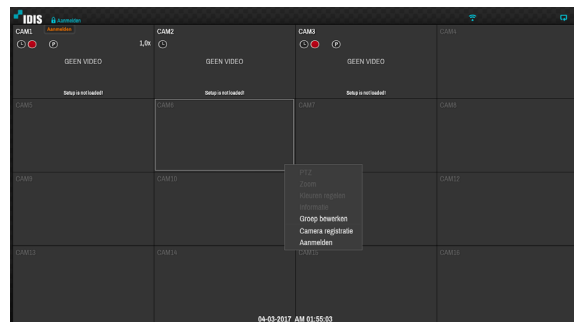 IDIS Aanmelden
CAM1 Aanmelden CAM2 CAM3 CAM4
P 1,0x P
GEEN VIDEO GEEN VIDEO GEEN VIDEO
Setup is not loaded! Setup is not loaded! Setup is not loaded!
CAM5 CAM6 CAM7 CAM8
PTZ
Zoom
CAM9 CAM10 CAM12
Kleuren regelen
Informatie
Groep bewerken
Camera registratie
Aanmelden
CAM13 CAM14 CAM15 CAM16
04-03-2017 AM 01:55:03